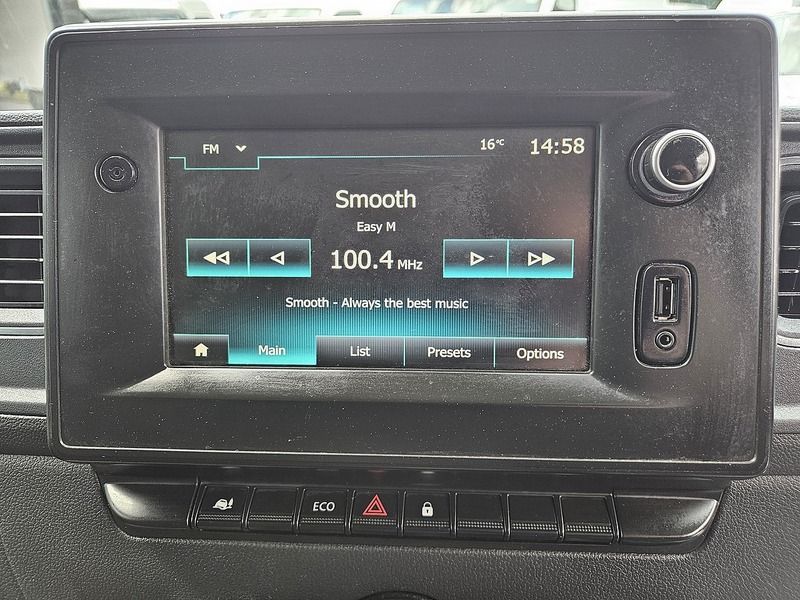 FM 16°C 14:58
Smooth
Easy M
100.4 MHz
Smooth - Always the best music
Main List Presets Options
ECO